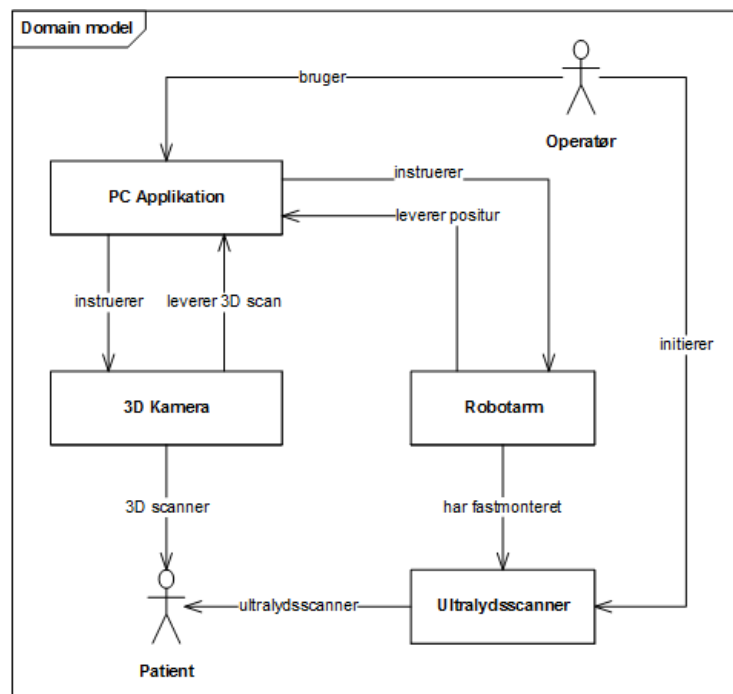 Domain model
bruger
Operatør
PC Applikation
instruerer
leverer positur
instruerer
leverer 3D scan
initierer
3D Kamera
Robotarm
3D scanner
har fastmonteret
ultralydsscanner
Ultralydsscanner
Patient